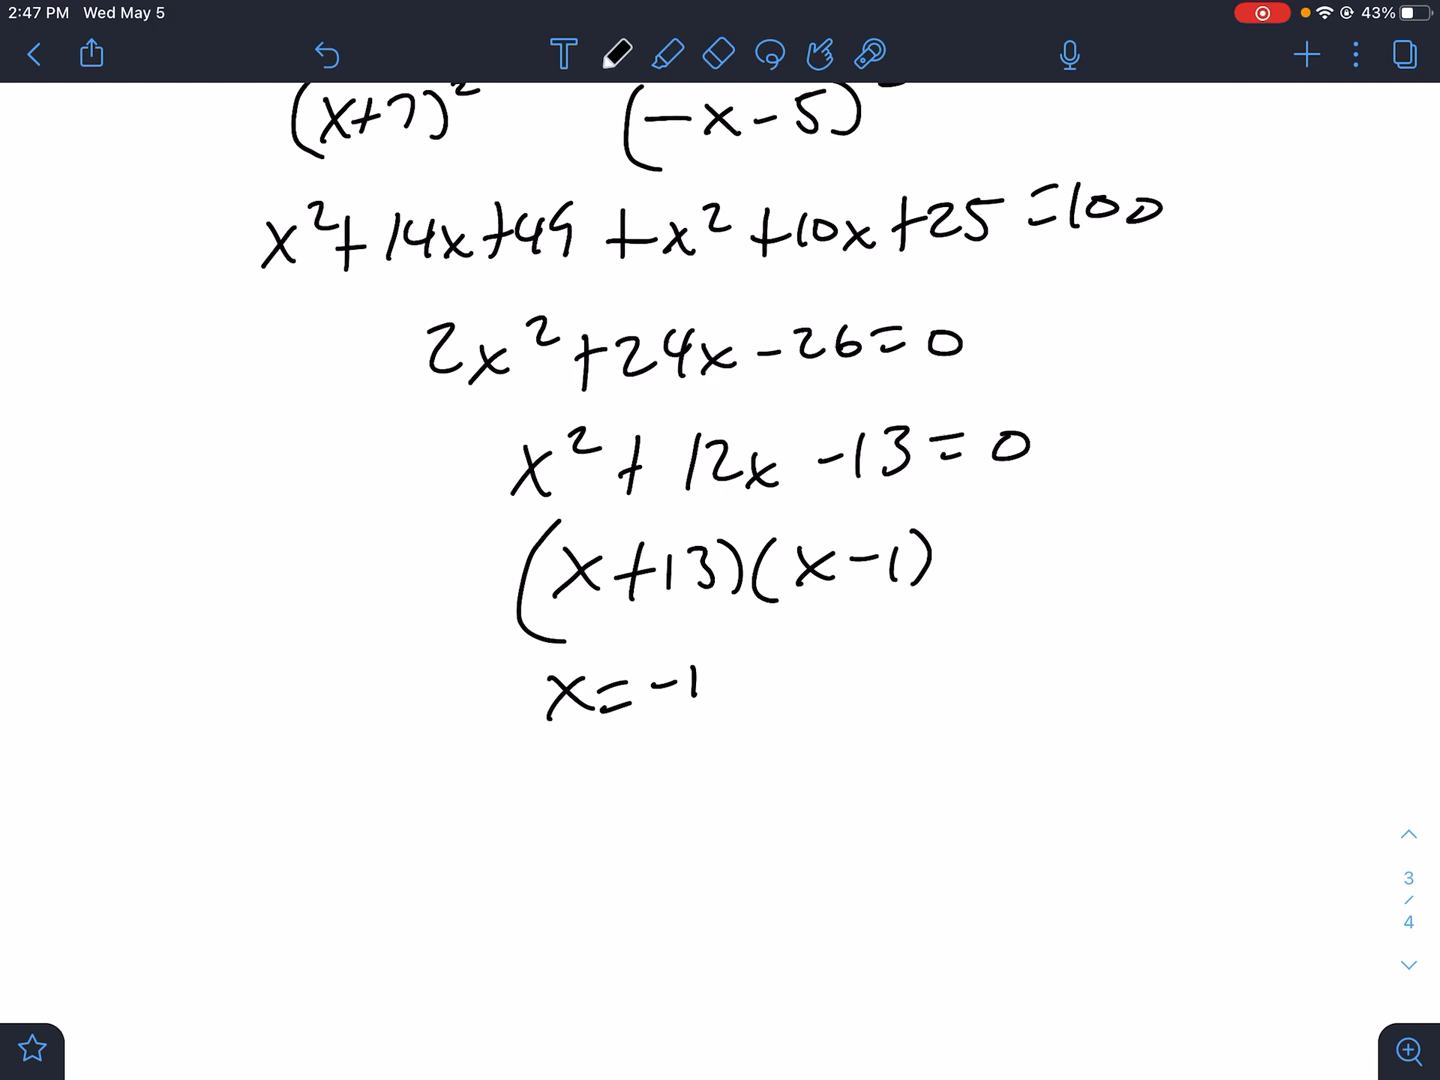 2:47 PM Wed May 5
43%
T
(x+7)² (-x-5)
x²+14x+49 +x²+10x+25=100
2x²+24x-26=0
x²+12x-13=0
(x+13)(x-1)
x=-1
3
/
4